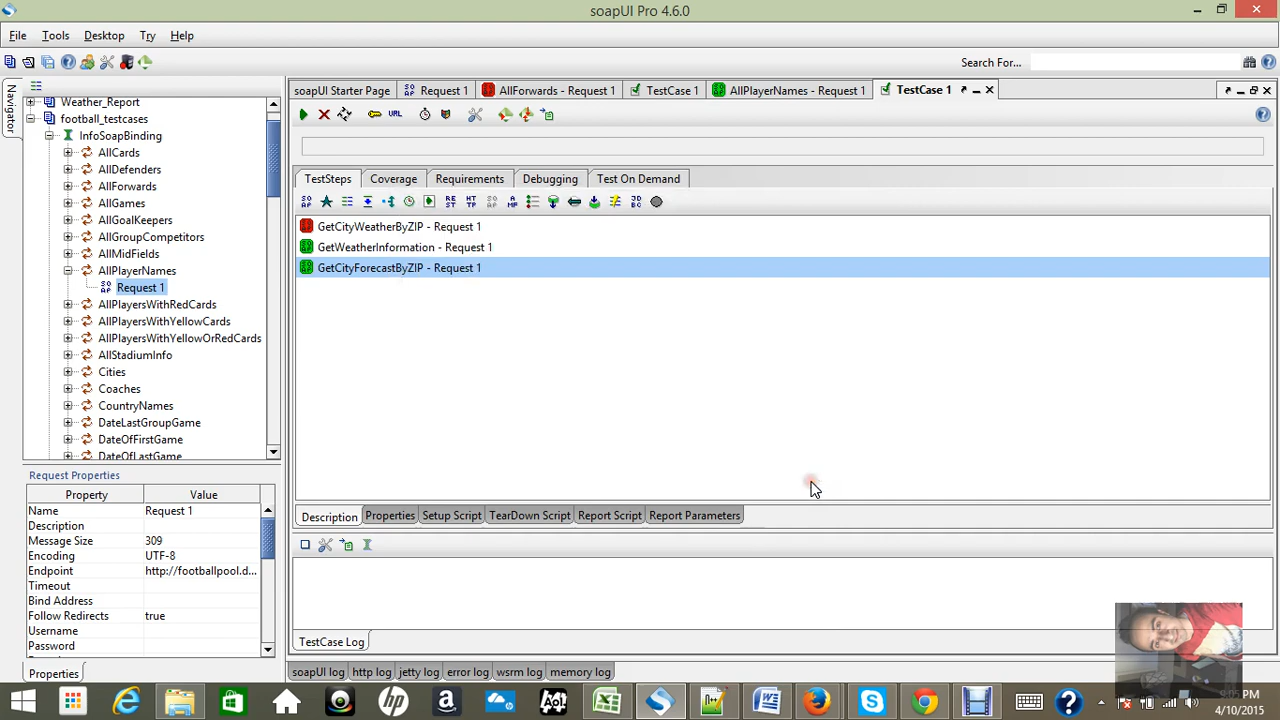 soapUI Pro 4.6.0
File Tools Desktop Try Help
Search For...
Navigator
soapUI Starter Page Request 1 AllForwards - Request 1 TestCase 1 AllPlayerNames - Request 1 TestCase 1
Weather_Report
football_testcases
InfoSoapBinding
AllCards
AllDefenders
AllForwards
AllGames
AllGoalKeepers
AllGroupCompetitors
AllMidFields
AllPlayerNames
Request 1
AllPlayersWithRedCards
AllPlayersWithYellowCards
AllPlayersWithYellowOrRedCards
AllStadiumInfo
Cities
Coaches
CountryNames
DateLastGroupGame
DateOfFirstGame
DateOfLastGame
URL
TestSteps Coverage Requirements Debugging Test On Demand
GetCityWeatherByZIP - Request 1
GetWeatherInformation - Request 1
GetCityForecastByZIP - Request 1
Description Properties Setup Script TearDown Script Report Script Report Parameters
TestCase Log
Request Properties
Property Value
Name Request 1
Description
Message Size 309
Encoding UTF-8
Endpoint http://footballpool.d...
Timeout
Bind Address
Follow Redirects true
Username
Password
Properties
soapUI log http log jetty log error log wsrm log memory log
4/10/2015